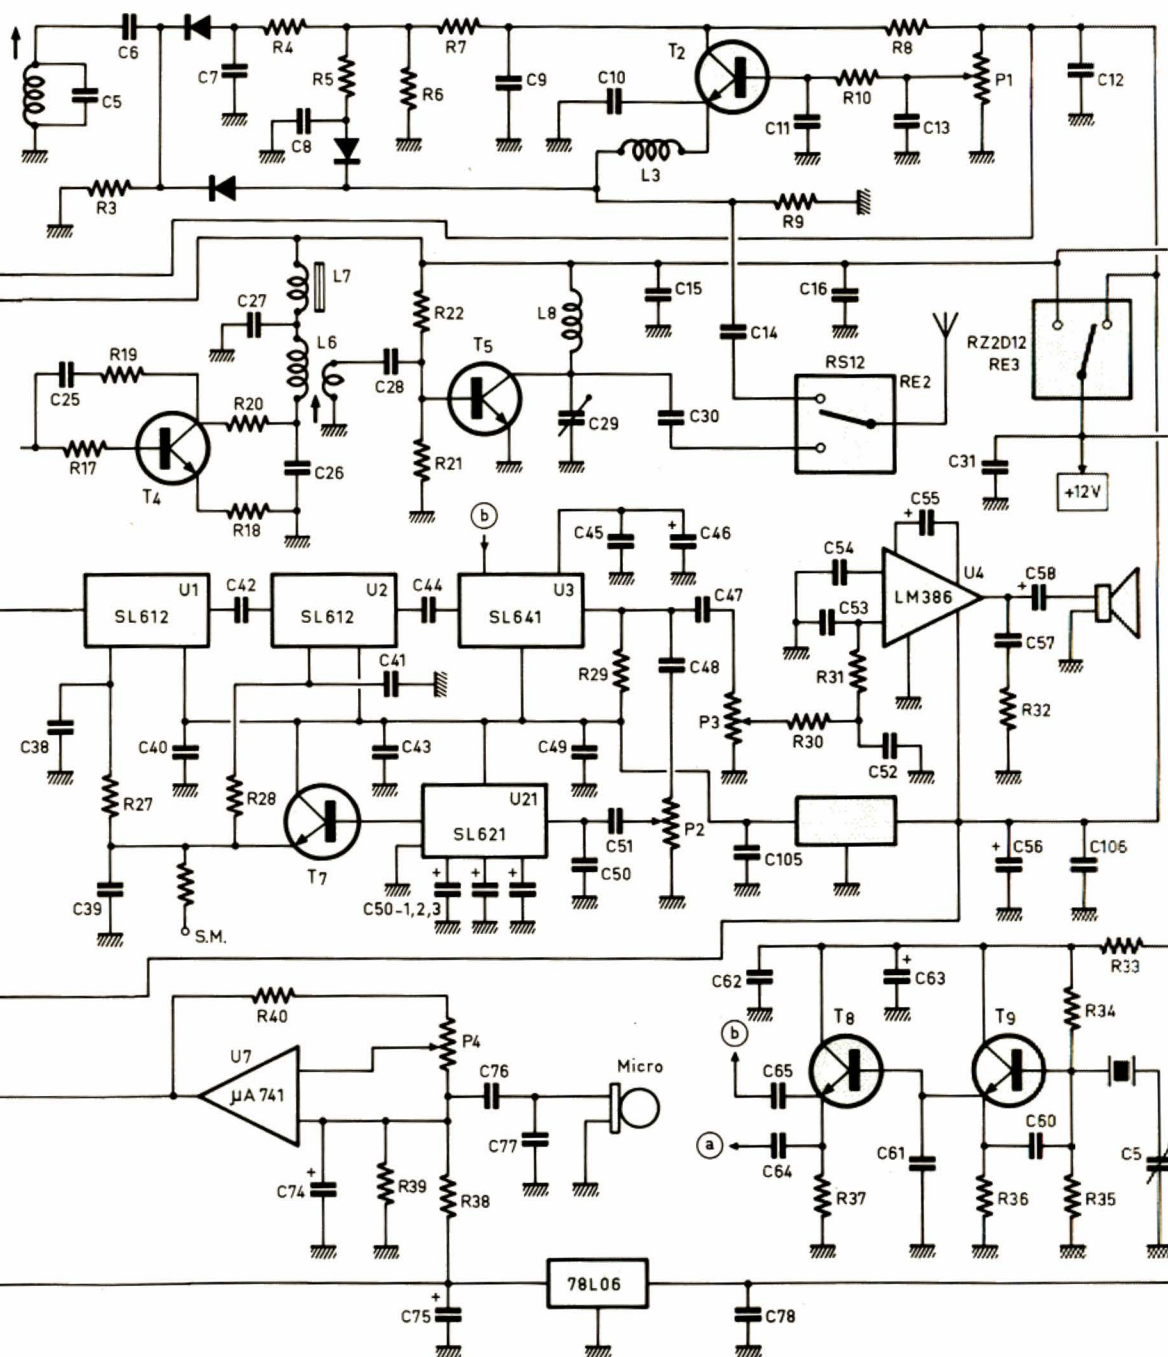 C6
R4
R7
R8
T2
C5
C7
R5
R6
C9
C10
C8
R10
P1
C12
C11
C13
L3
R3
R9
L7
C27
R22
L8
C15
C16
C14
RZ2D12
RE3
L6
T5
RS12
RE2
R19
C25
C28
R20
C29
C30
R17
R21
C31
C26
T4
R18
+12V
b
C45
+
C46
+
C55
C54
U4
U1
C42
U2
C44
U3
C47
LM386
+
C58
SL612
SL612
SL641
C53
C57
C41
R29
C48
R31
C38
C40
C43
C49
P3
R30
R32
C52
R27
R28
U21
SL621
P2
C51
C105
+
C56
C106
T7
C50
C39
+
+
+
C50-1,2,3
S.M.
R33
C62
+
C63
R40
R34
P4
b
T8
T9
U7
µA741
C76
Micro
C65
C60
C77
a
C64
C61
C5
+
C74
R39
R38
R37
R36
R35
78L06
+
C75
C78